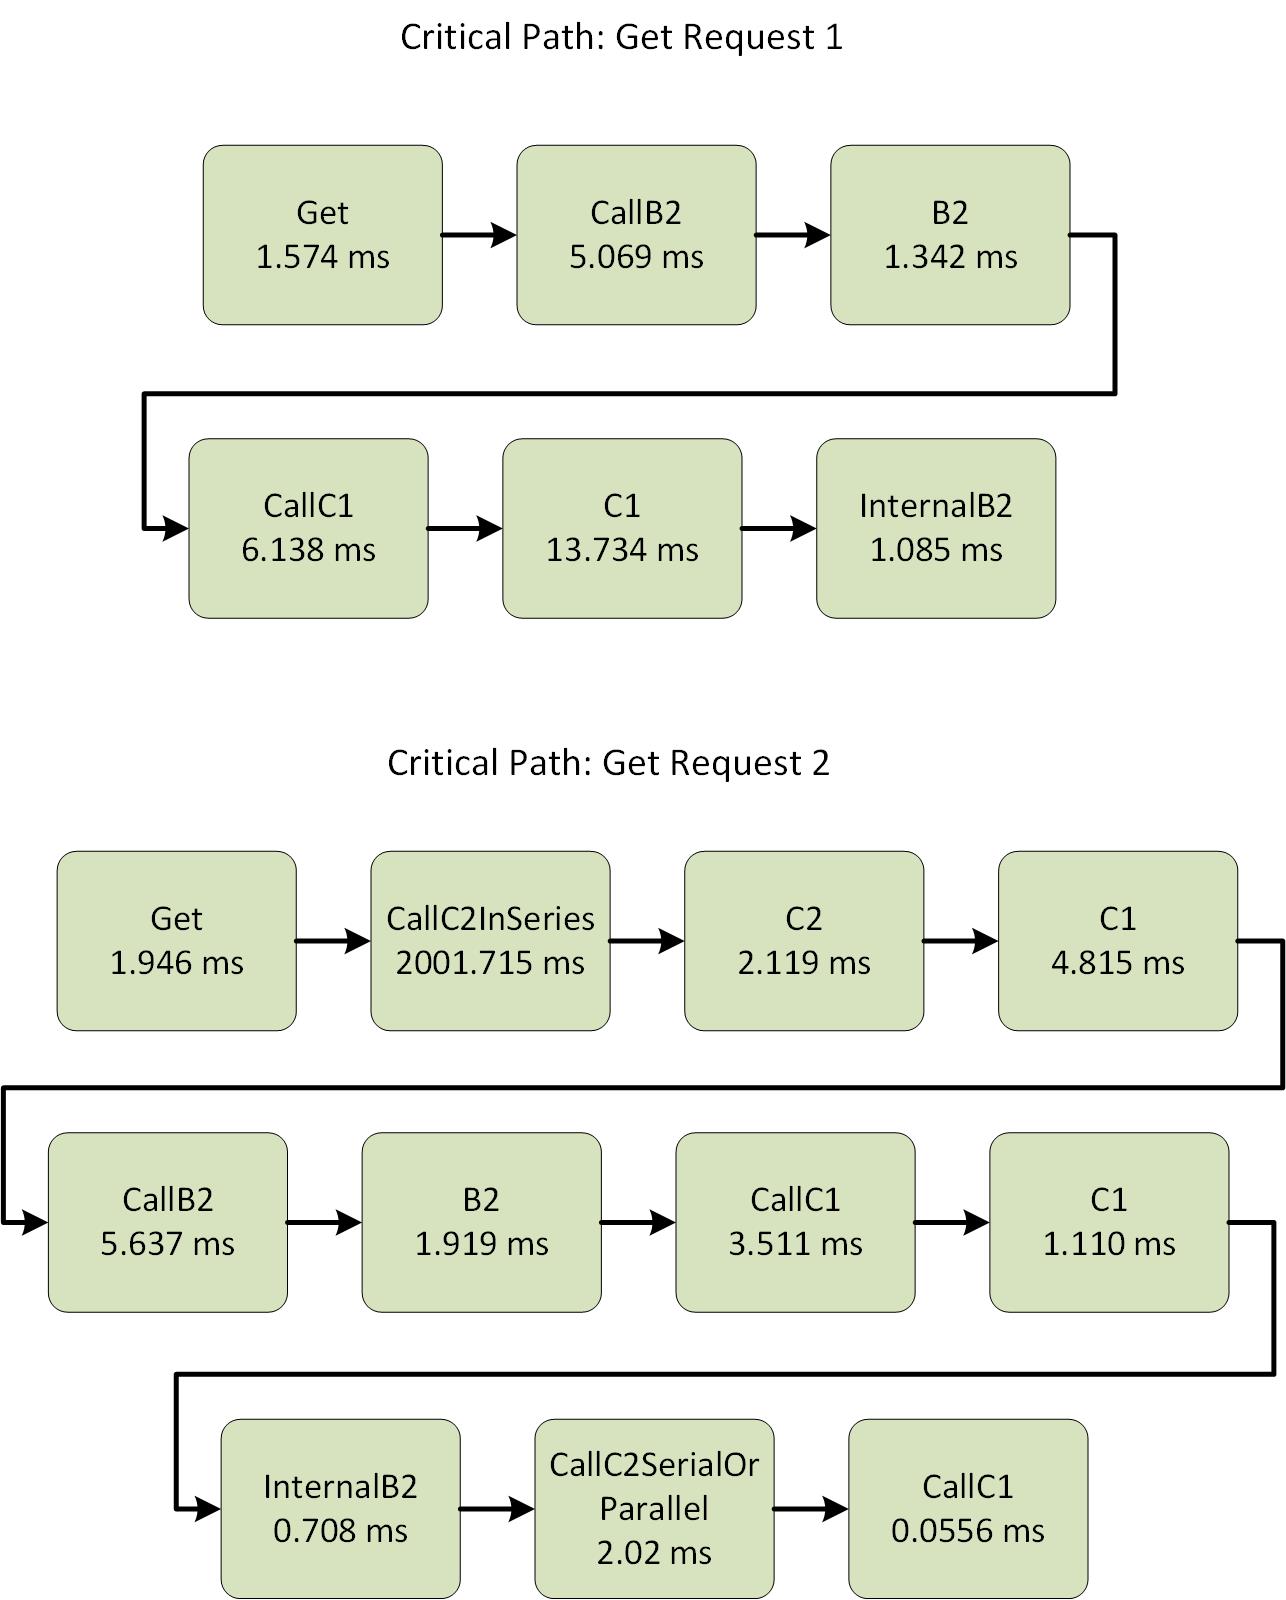 Critical Path: Get Request 1
Get
1.574 ms
CallB2
5.069 ms
B2
1.342 ms
CallC1
6.138 ms
C1
13.734 ms
InternalB2
1.085 ms
Critical Path: Get Request 2
Get
1.946 ms
CallC2InSeries
2001.715 ms
C2
2.119 ms
C1
4.815 ms
CallB2
5.637 ms
B2
1.919 ms
CallC1
3.511 ms
C1
1.110 ms
InternalB2
0.708 ms
CallC2SerialOr
Parallel
2.02 ms
CallC1
0.0556 ms